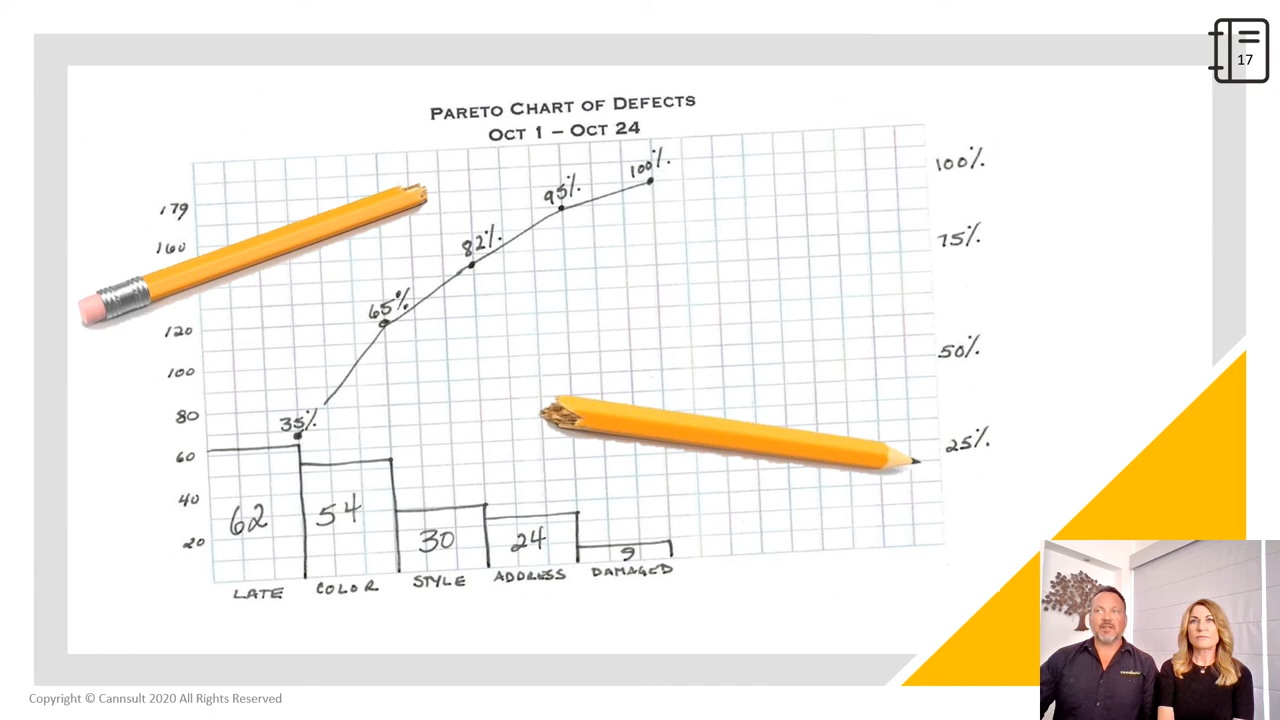 17
PARETO CHART OF DEFECTS
OCT 1 – OCT 24
179
160
120
100
80
60
40
20
35%
65%
82%
95%
100%
100%
75%
50%
25%
62
54
30
24
9
LATE
COLOR
STYLE
ADDRESS
DAMAGED
Copyright © Cannsult 2020 All Rights Reserved